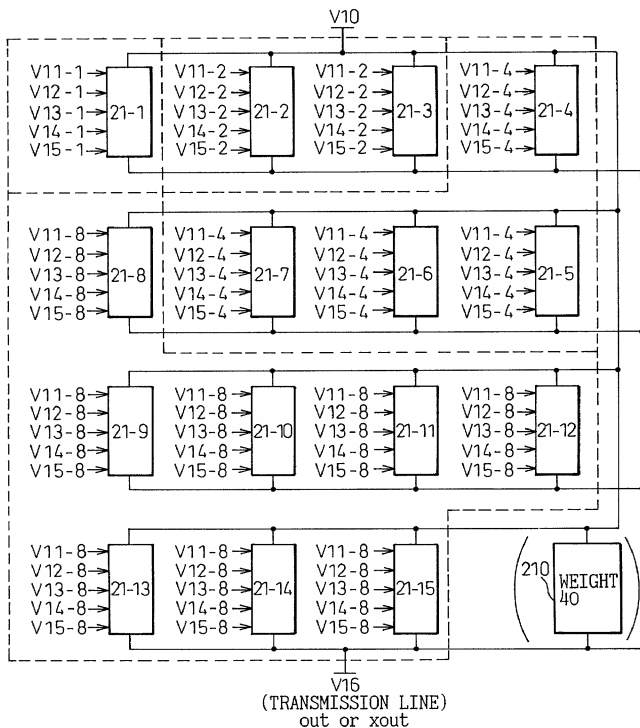 V10
V11-1 V11-2 V11-2 V11-4
V12-1 V12-2 V12-2 V12-4
V13-1 21-1 V13-2 21-2 V13-2 21-3 V13-4 21-4
V14-1 V14-2 V14-2 V14-4
V15-1 V15-2 V15-2 V15-4
V11-8 V11-4 V11-4 V11-4
V12-8 V12-4 V12-4 V12-4
V13-8 21-8 V13-4 21-7 V13-4 21-6 V13-4 21-5
V14-8 V14-4 V14-4 V14-4
V15-8 V15-4 V15-4 V15-4
V11-8 V11-8 V11-8 V11-8
V12-8 V12-8 V12-8 V12-8
V13-8 21-9 V13-8 21-10 V13-8 21-11 V13-8 21-12
V14-8 V14-8 V14-8 V14-8
V15-8 V15-8 V15-8 V15-8
V11-8 V11-8 V11-8
V12-8 V12-8 V12-8 210 WEIGHT
V13-8 21-13 V13-8 21-14 V13-8 21-15 40
V14-8 V14-8 V14-8
V15-8 V15-8 V15-8
V16
(TRANSMISSION LINE)
out or xout